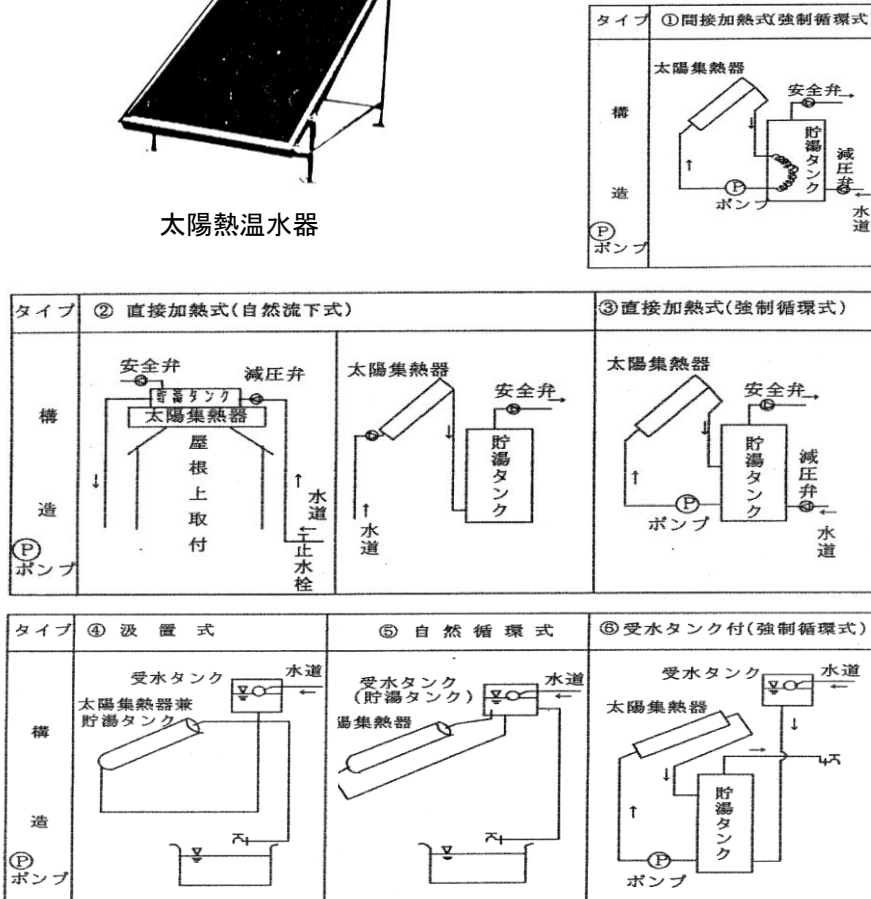 太陽熱温水器
タイプ ①間接加熱式(強制循環式
構造
Ⓟ
ポンプ
太陽集熱器
安全弁
貯湯タンク
減圧弁
Ⓟ
ポンプ
水道
タイプ ② 直接加熱式(自然流下式)
③直接加熱式(強制循環式)
構造
Ⓟ
ポンプ
安全弁
減圧弁
貯湯タンク
太陽集熱器
屋根上取付
水道
止水栓
太陽集熱器
安全弁
貯湯タンク
水道
太陽集熱器
安全弁
貯湯タンク
減圧弁
Ⓟ
ポンプ
水道
タイプ ④ 汲置式
⑤ 自然循環式
⑥受水タンク付(強制循環式)
構造
Ⓟ
ポンプ
受水タンク
水道
太陽集熱器兼
貯湯タンク
受水タンク
(貯湯タンク)
水道
陽集熱器
受水タンク
水道
太陽集熱器
貯湯タンク
Ⓟ
ポンプ